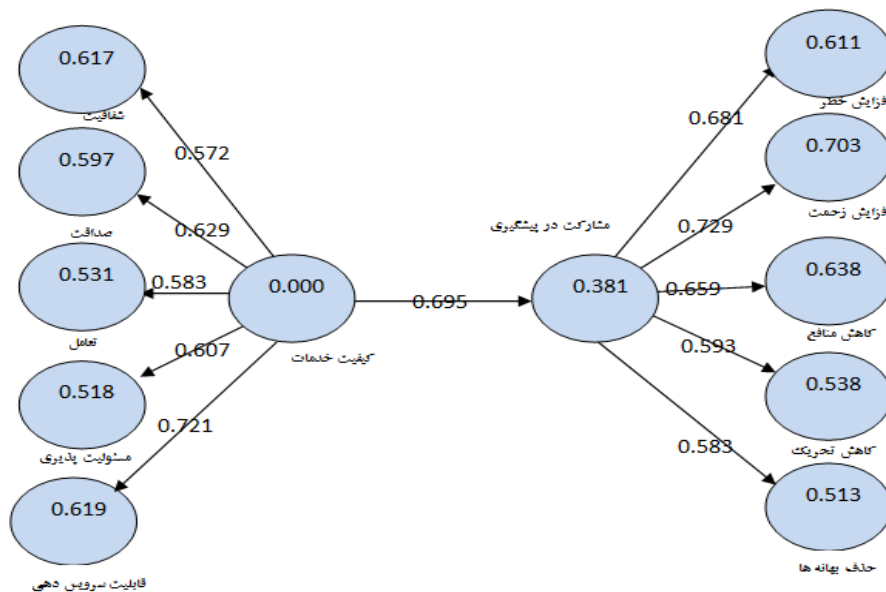 0.617
شفافیت
0.572
0.597
صداقت
0.629
0.531
تعامل
0.583
0.518
مسئولیت پذیری
0.607
0.619
قابلیت سرویس دهی
0.721
0.000
کیفیت خدمات
0.695
مشارکت در پیشگیری
0.381
0.611
فزایش خطر
0.681
0.703
فزایش زحمت
0.729
0.638
کاهش منافع
0.659
0.538
کاهش تحریک
0.593
0.513
حذف بهانه ها
0.583